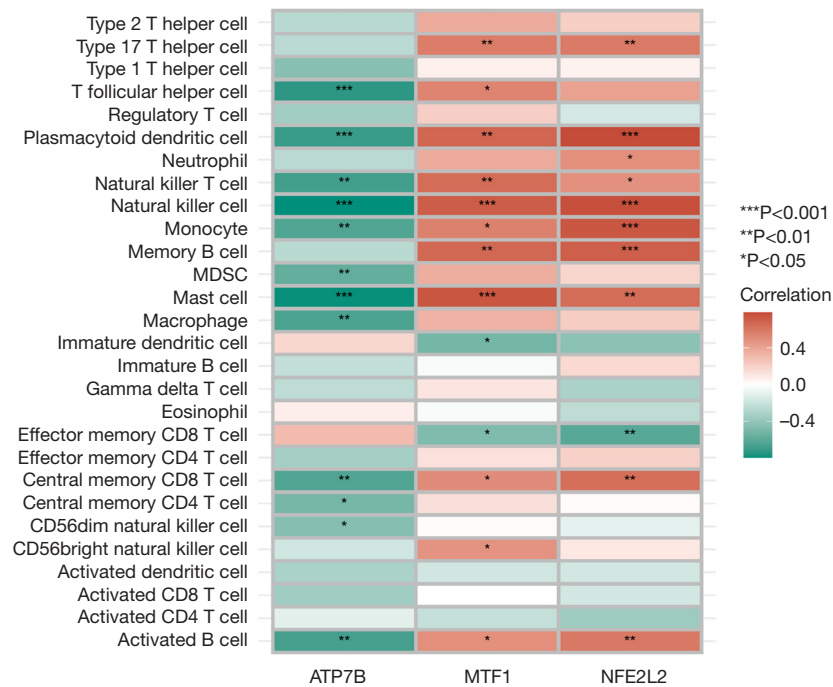 Type 2 T helper cell
Type 17 T helper cell ** **
Type 1 T helper cell
T follicular helper cell *** *
Regulatory T cell
Plasmacytoid dendritic cell *** ** ***
Neutrophil *
Natural killer T cell ** ** *
Natural killer cell *** *** ***
Monocyte ** * ***
Memory B cell ** ***
MDSC **
Mast cell *** *** **
Macrophage **
Immature dendritic cell *
Immature B cell
Gamma delta T cell
Eosinophil
Effector memory CD8 T cell * **
Effector memory CD4 T cell
Central memory CD8 T cell ** * **
Central memory CD4 T cell *
CD56dim natural killer cell *
CD56bright natural killer cell *
Activated dendritic cell
Activated CD8 T cell
Activated CD4 T cell
Activated B cell ** * **
ATP7B MTF1 NFE2L2
***P<0.001
**P<0.01
*P<0.05
Correlation
0.4
0.0
−0.4